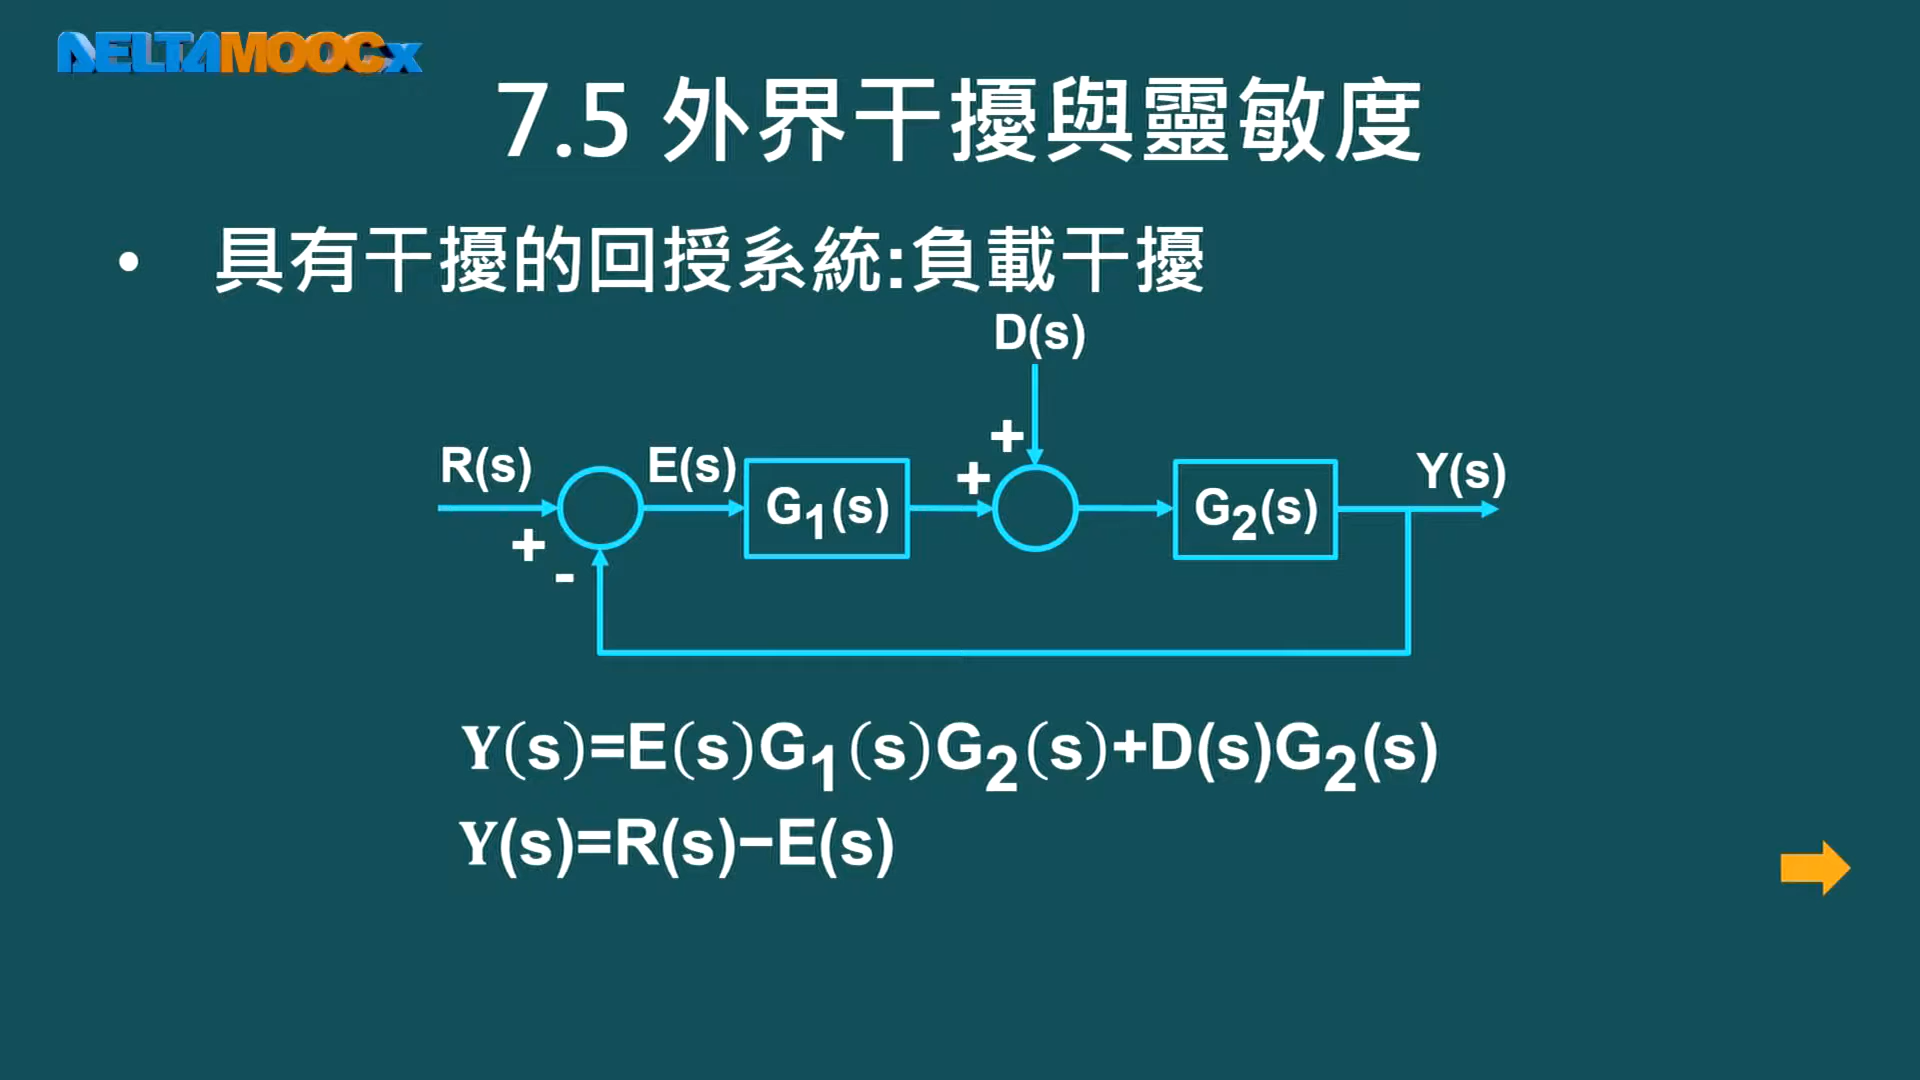 DELTAMOOCx
7.5 外界干擾與靈敏度
• 具有干擾的回授系統:負載干擾
D(s)
+
R(s)
E(s)
G₁(s)
+
G₂(s)
Y(s)
+
-
Y(s)=E(s)G₁(s)G₂(s)+D(s)G₂(s)
Y(s)=R(s)−E(s)